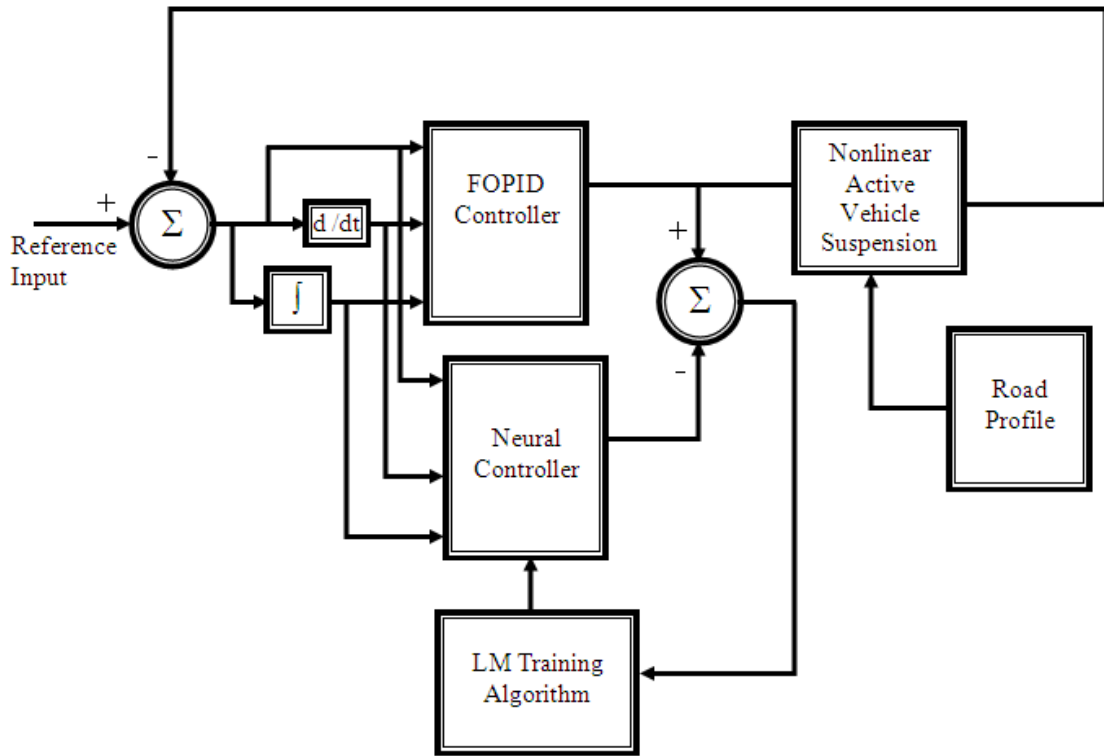 -
+
Σ
Reference
Input
d /dt
∫
FOPID
Controller
Nonlinear
Active
Vehicle
Suspension
+
Σ
-
Neural
Controller
Road
Profile
LM Training
Algorithm